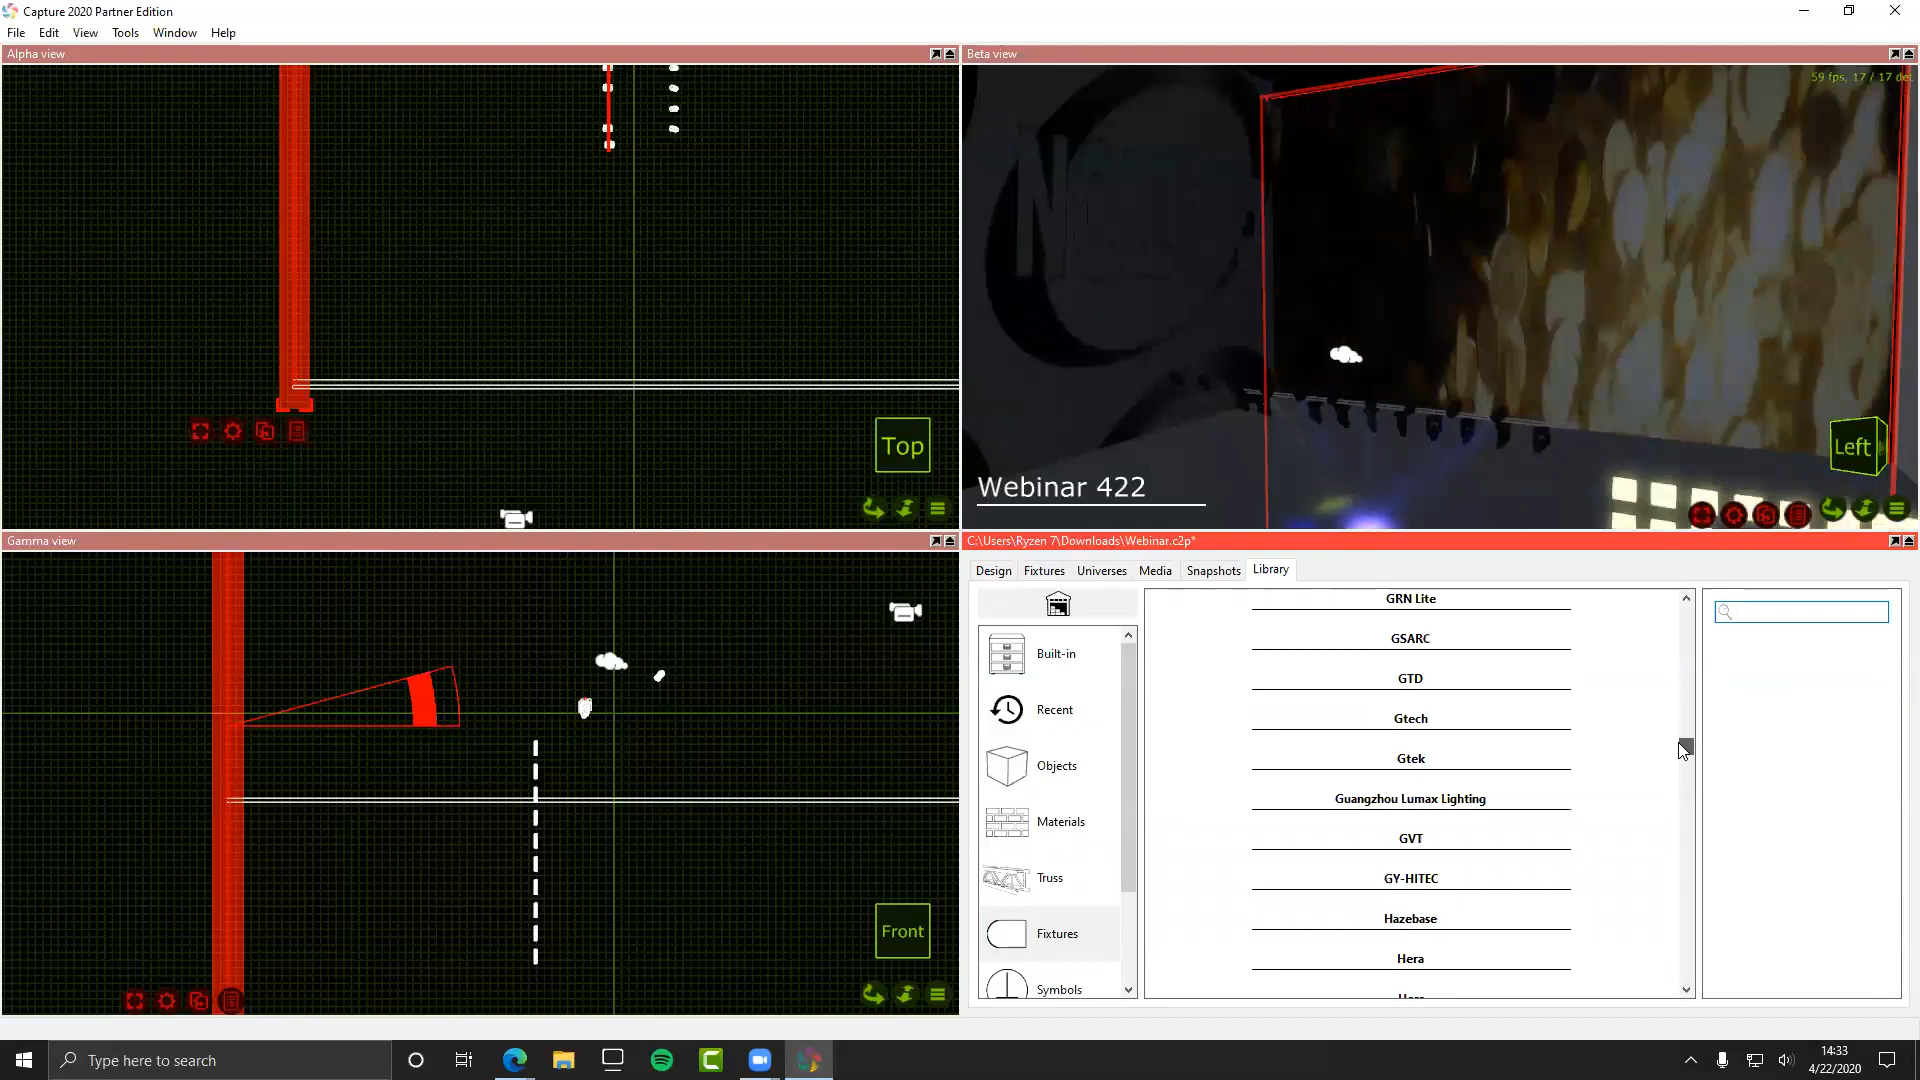 Capture 2020 Partner Edition
File Edit View Tools Window Help
Alpha view
Top
Beta view
59 fps, 17 / 17 det
Webinar 422
Left
Gamma view
Front
C:\Users\Ryzen 7\Downloads\Webinar.c2p*
Design Fixtures Universes Media Snapshots Library
Built-in
Recent
Objects
Materials
Truss
Fixtures
Symbols
GRN Lite
GSARC
GTD
Gtech
Gtek
Guangzhou Lumax Lighting
GVT
GY-HITEC
Hazebase
Hera
Type here to search
14:33
4/22/2020